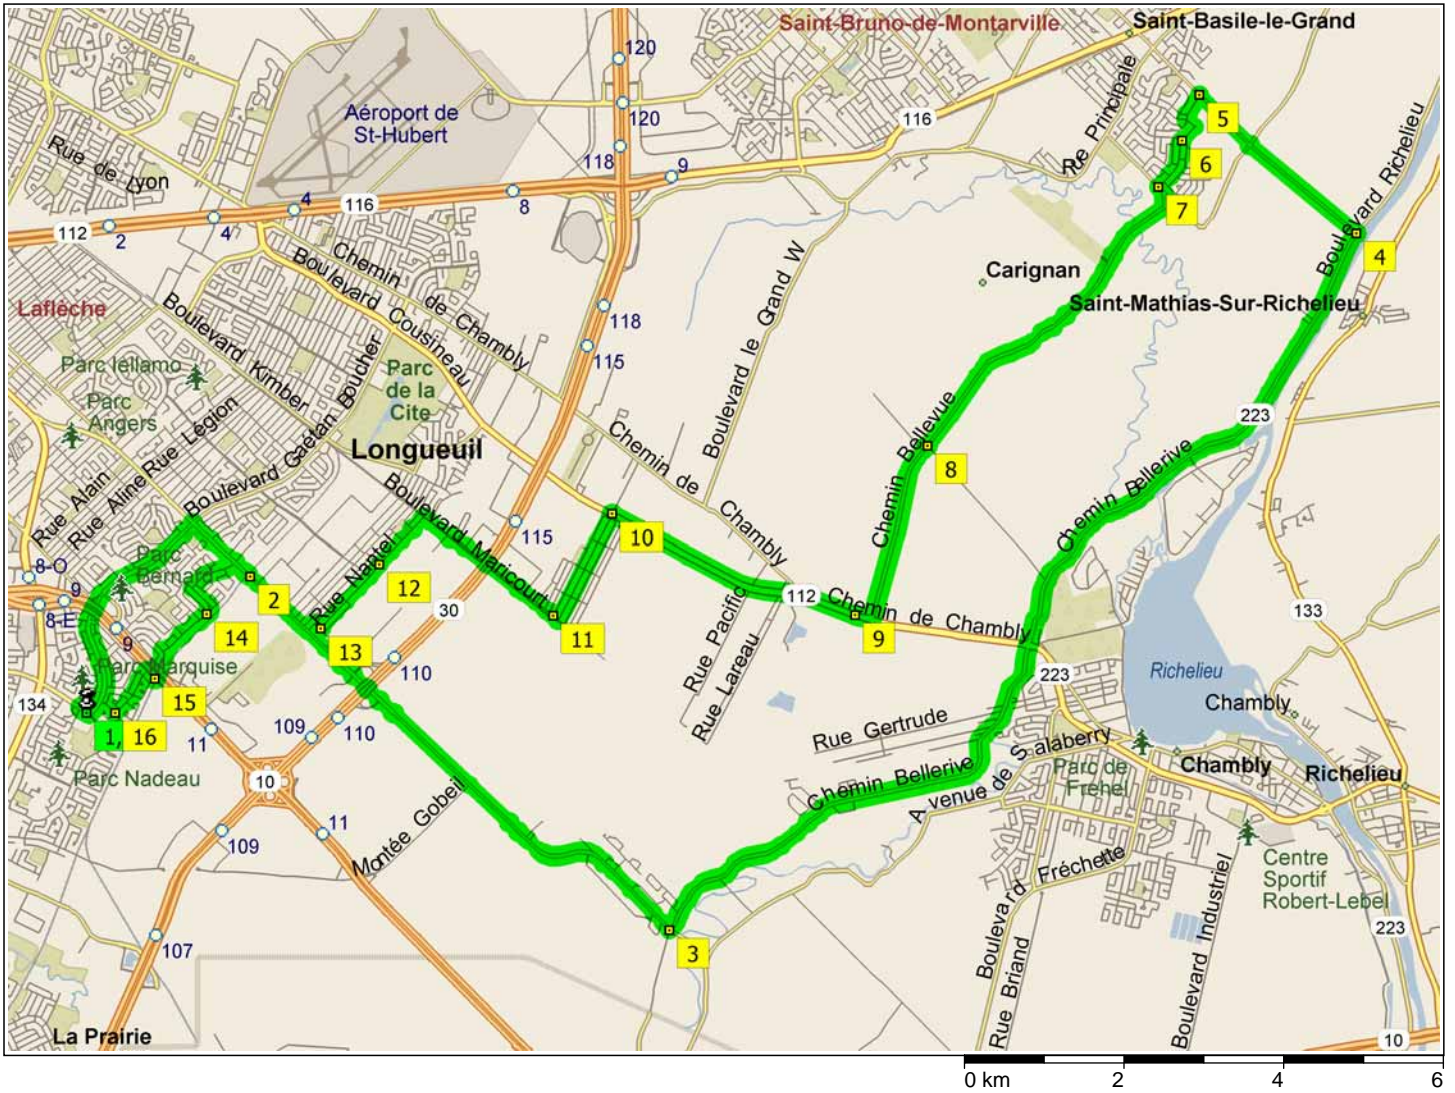 Saint-Bruno-de-Montarville
Saint-Basile-le-Grand
120
120
118
9
116
Rue Principale
5
6
7
4
Boulevard Richelieu
Aéroport de
St-Hubert
Rue de Lyon
4
116
8
4
112
2
Chemin de Chambly
Boulevard Cousineau
Laflèche
Boulevard Kimber
118
115
Boulevard le Grand W
Carignan
Saint-Mathias-Sur-Richelieu
Parc Iéllamo
Parc
Angers
Parc
de la
Cite
Boulevard Gaétan Boucher
Rue Légion
Rue Aline
Rue Alain
Longueuil
Chemin de Chambly
Chemin Bellevue
8
223
Chemin Bellerive
Boulevard Maricourt
115
10
Parc
Bernard
8-O
9
8-E
2
Rue Nantel
12
30
11
112
Chemin de Chambly
9
133
14
13
9
Parc Marquise
110
Rue Pacific
Rue Lareau
223
Richelieu
Chambly
134
15
1, 16
11
109
110
Rue Gertrude
Avenue de Salaberry
Parc Nadeau
10
Chemin Bellerive
Parc de
Frehel
Chambly
Richelieu
109
11
Montée Gobeil
Boulevard Fréchette
Centre
Sportif
Robert-Lebel
107
3
Rue Briand
Boulevard Industriel
223
La Prairie
10
0 km
2
4
6